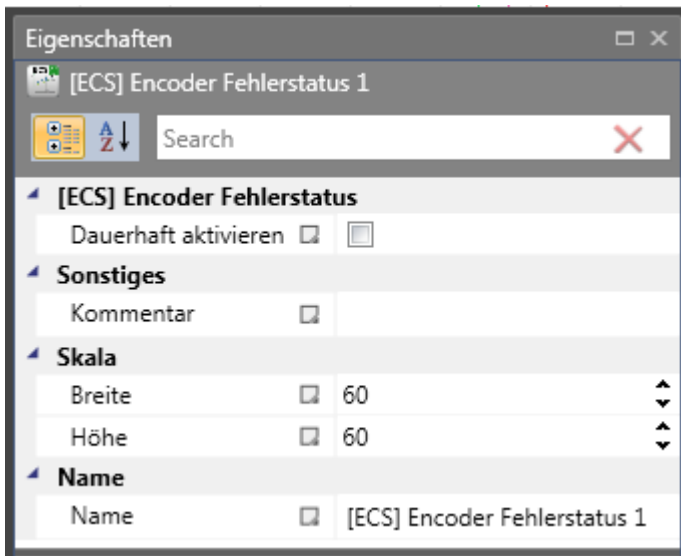 Eigenschaften
[ECS] Encoder Fehlerstatus 1
Search
[ECS] Encoder Fehlerstatus
Dauerhaft aktivieren
Sonstiges
Kommentar
Skala
Breite 60
Höhe 60
Name
Name [ECS] Encoder Fehlerstatus 1